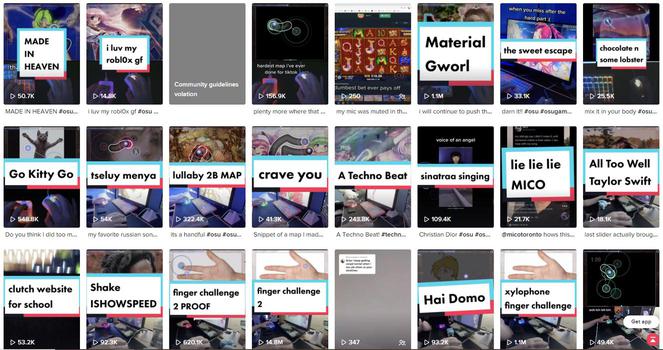 MADE
IN
HEAVEN
50.7K
MADE IN HEAVEN #osu...
i luv my
robl0x gf
14.8K
i luv my robl0x gf #osu ...
Community guidelines
volation
hardest map i've ever
done for tiktok
156.9K
plenty more where that ...
dumbest bet ever pays off
250
my mic was muted in th...
Material
Gworl
1.1M
i will continue to push th...
when you miss after the
hard part :(
the sweet escape
33.1K
darn it!! #osu #osugam...
chocolate n
some lobster
25.5K
mix it in your body #osu...
Go Kitty Go
548.8K
Do you think I did too m...
tseluy menya
54K
my favorite russian son...
lullaby 2B MAP
322.4K
its a handful #osu #osu...
crave you
41.3K
Snippet of a map I mad...
A Techno Beat
243.8K
A Techno Beat! #techn...
voice of an angel
sinatraa singing
109.4K
Christian Dior #osu #os...
lie lie lie
MICO
21.7K
@micotoronto hows this...
All Too Well
Taylor Swift
18.1K
last slider actually broug...
clutch website
for school
53.2K
Shake
ISHOWSPEED
92.3K
finger challenge
2 PROOF
620.1K
finger challenge
2
14.8M
347
Hai Domo
93.2K
xylophone
finger challenge
1.1M
49.4K
Get app